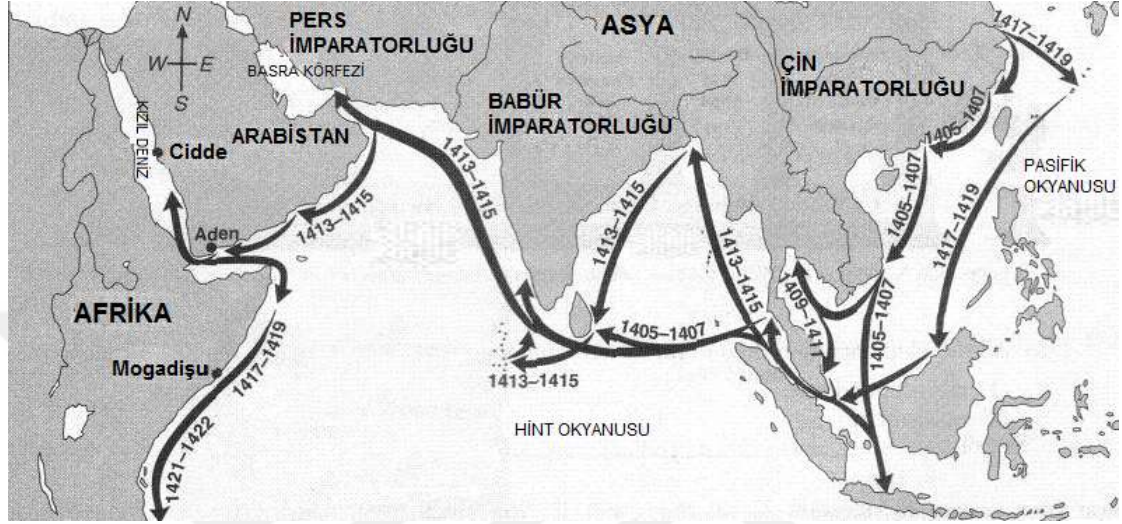 N
W
E
S
PERS
İMPARATORLUĞU
BASRA KÖRFEZİ
ASYA
ÇİN
İMPARATORLUĞU
1417–1419
1405–1407
1405–1407
1405–1407
1417–1419
PASİFİK
OKYANUSU
BABÜR
İMPARATORLUĞU
ARABİSTAN
KIZIL DENİZ
Cidde
Aden
1413–1415
1413–1415
1413–1415
1413–1415
1409–1411
1405–1407
1413–1415
AFRİKA
Mogadişu
1417–1419
1421–1422
HİNT OKYANUSU